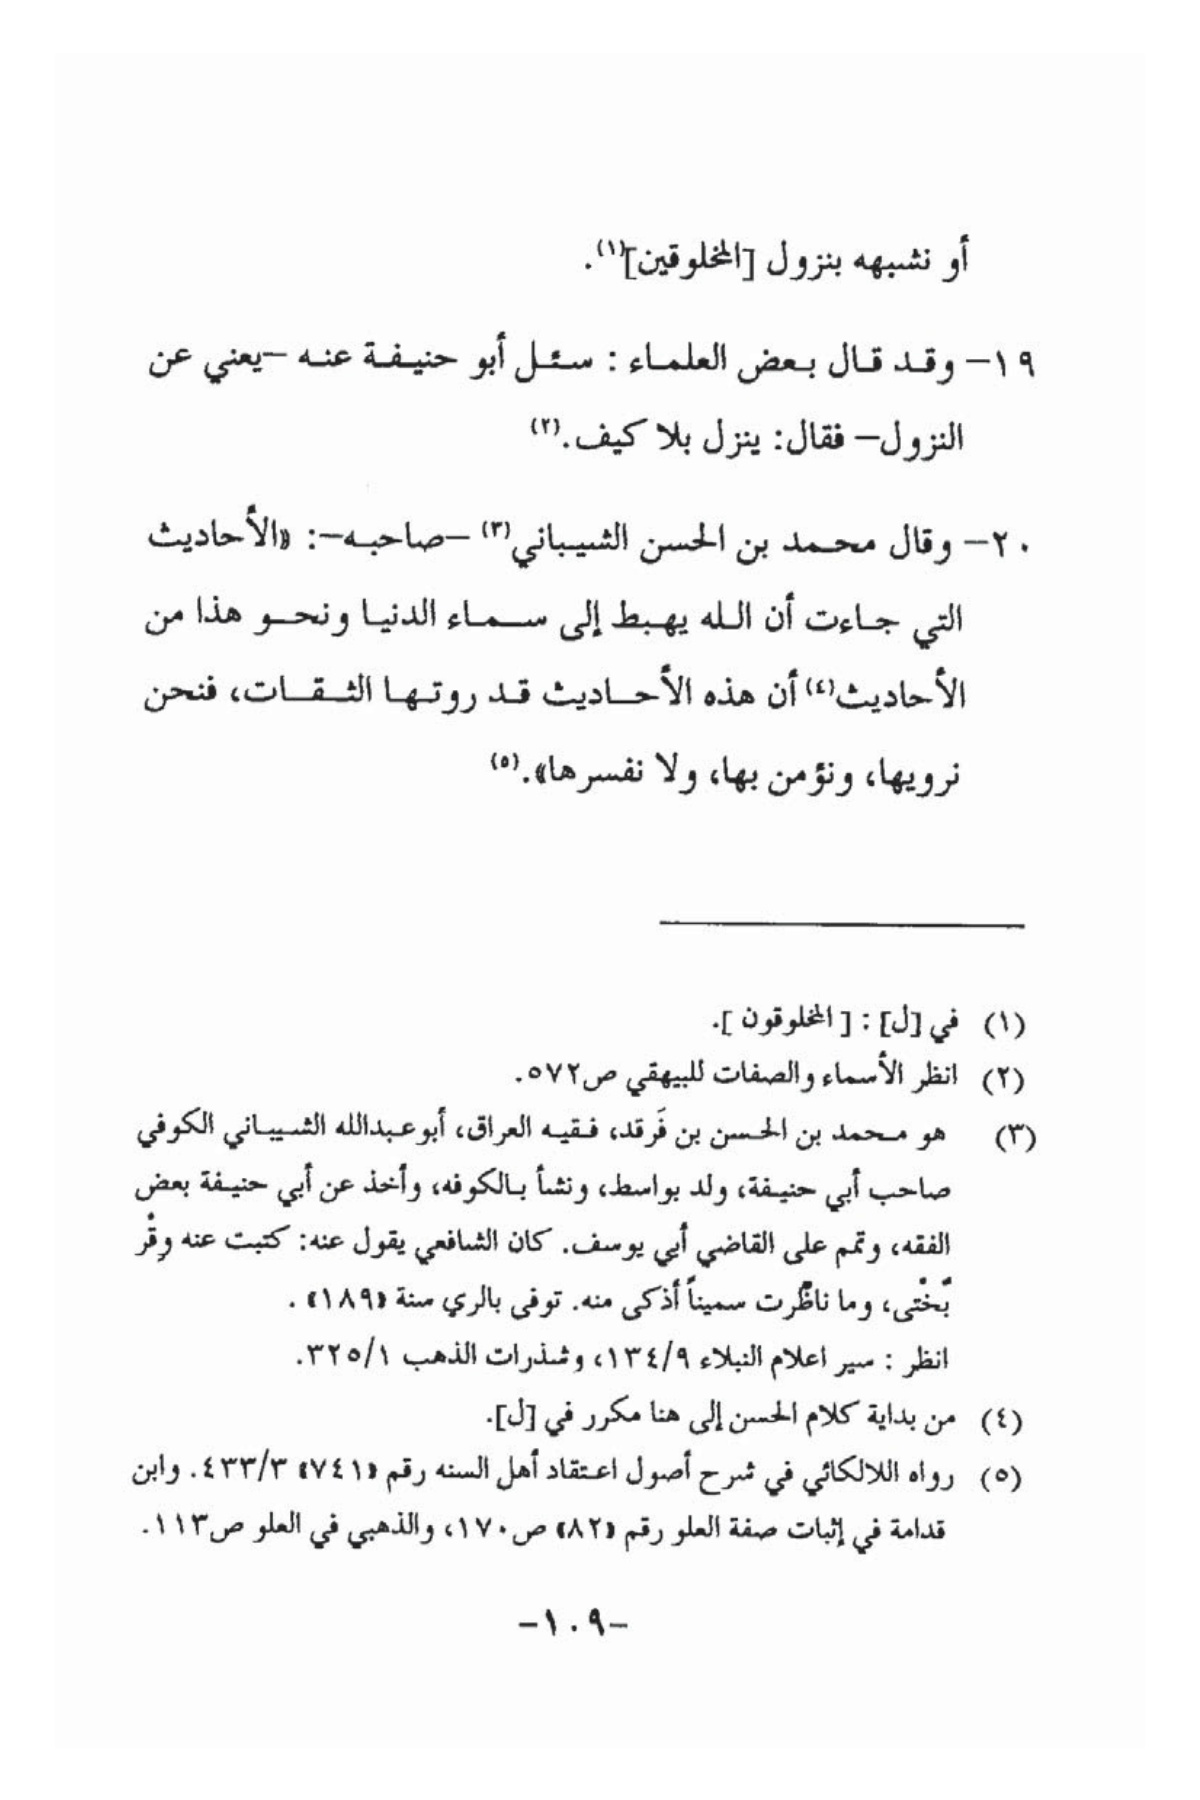 أو نشبهه بنزول [المخلوقين](١).
١٩- وقد قال بعض العلماء : سئل أبو حنيفة عنه -يعني عن
النزول- فقال: ينزل بلا كيف.(٢)
٢٠- وقال محمد بن الحسن الشيباني(٣) -صاحبه-: «الأحاديث
التي جاءت أن الله يهبط إلى سماء الدنيا ونحو هذا من
الأحاديث(٤) أن هذه الأحاديث قد روتها الثقات، فنحن
نرويها، ونؤمن بها، ولا نفسرها».(٥)
(١) في [ل] : [ المخلوقون ].
(٢) انظر الأسماء والصفات للبيهقي ص٥٧٢.
(٣) هو محمد بن الحسن بن فَرقد، فقيه العراق، أبوعبدالله الشيباني الكوفي
صاحب أبي حنيفة، ولد بواسط، ونشأ بالكوفه، وأخذ عن أبي حنيفة بعض
الفقه، وتمم على القاضي أبي يوسف. كان الشافعي يقول عنه: كتبت عنه وِقْر
بُخْتى، وما ناظرت سميناً أذكى منه. توفى بالري سنة «١٨٩» .
انظر : سير اعلام النبلاء ١٣٤/٩، وشذرات الذهب ٣٢٥/١.
(٤) من بداية كلام الحسن إلى هنا مكرر في [ل].
(٥) رواه اللالكائي في شرح أصول اعتقاد أهل السنه رقم «٧٤١» ٤٣٣/٣. وابن
قدامة في إثبات صفة العلو رقم «٨٢» ص١٧٠، والذهبي في العلو ص١١٣.
-١٠٩-